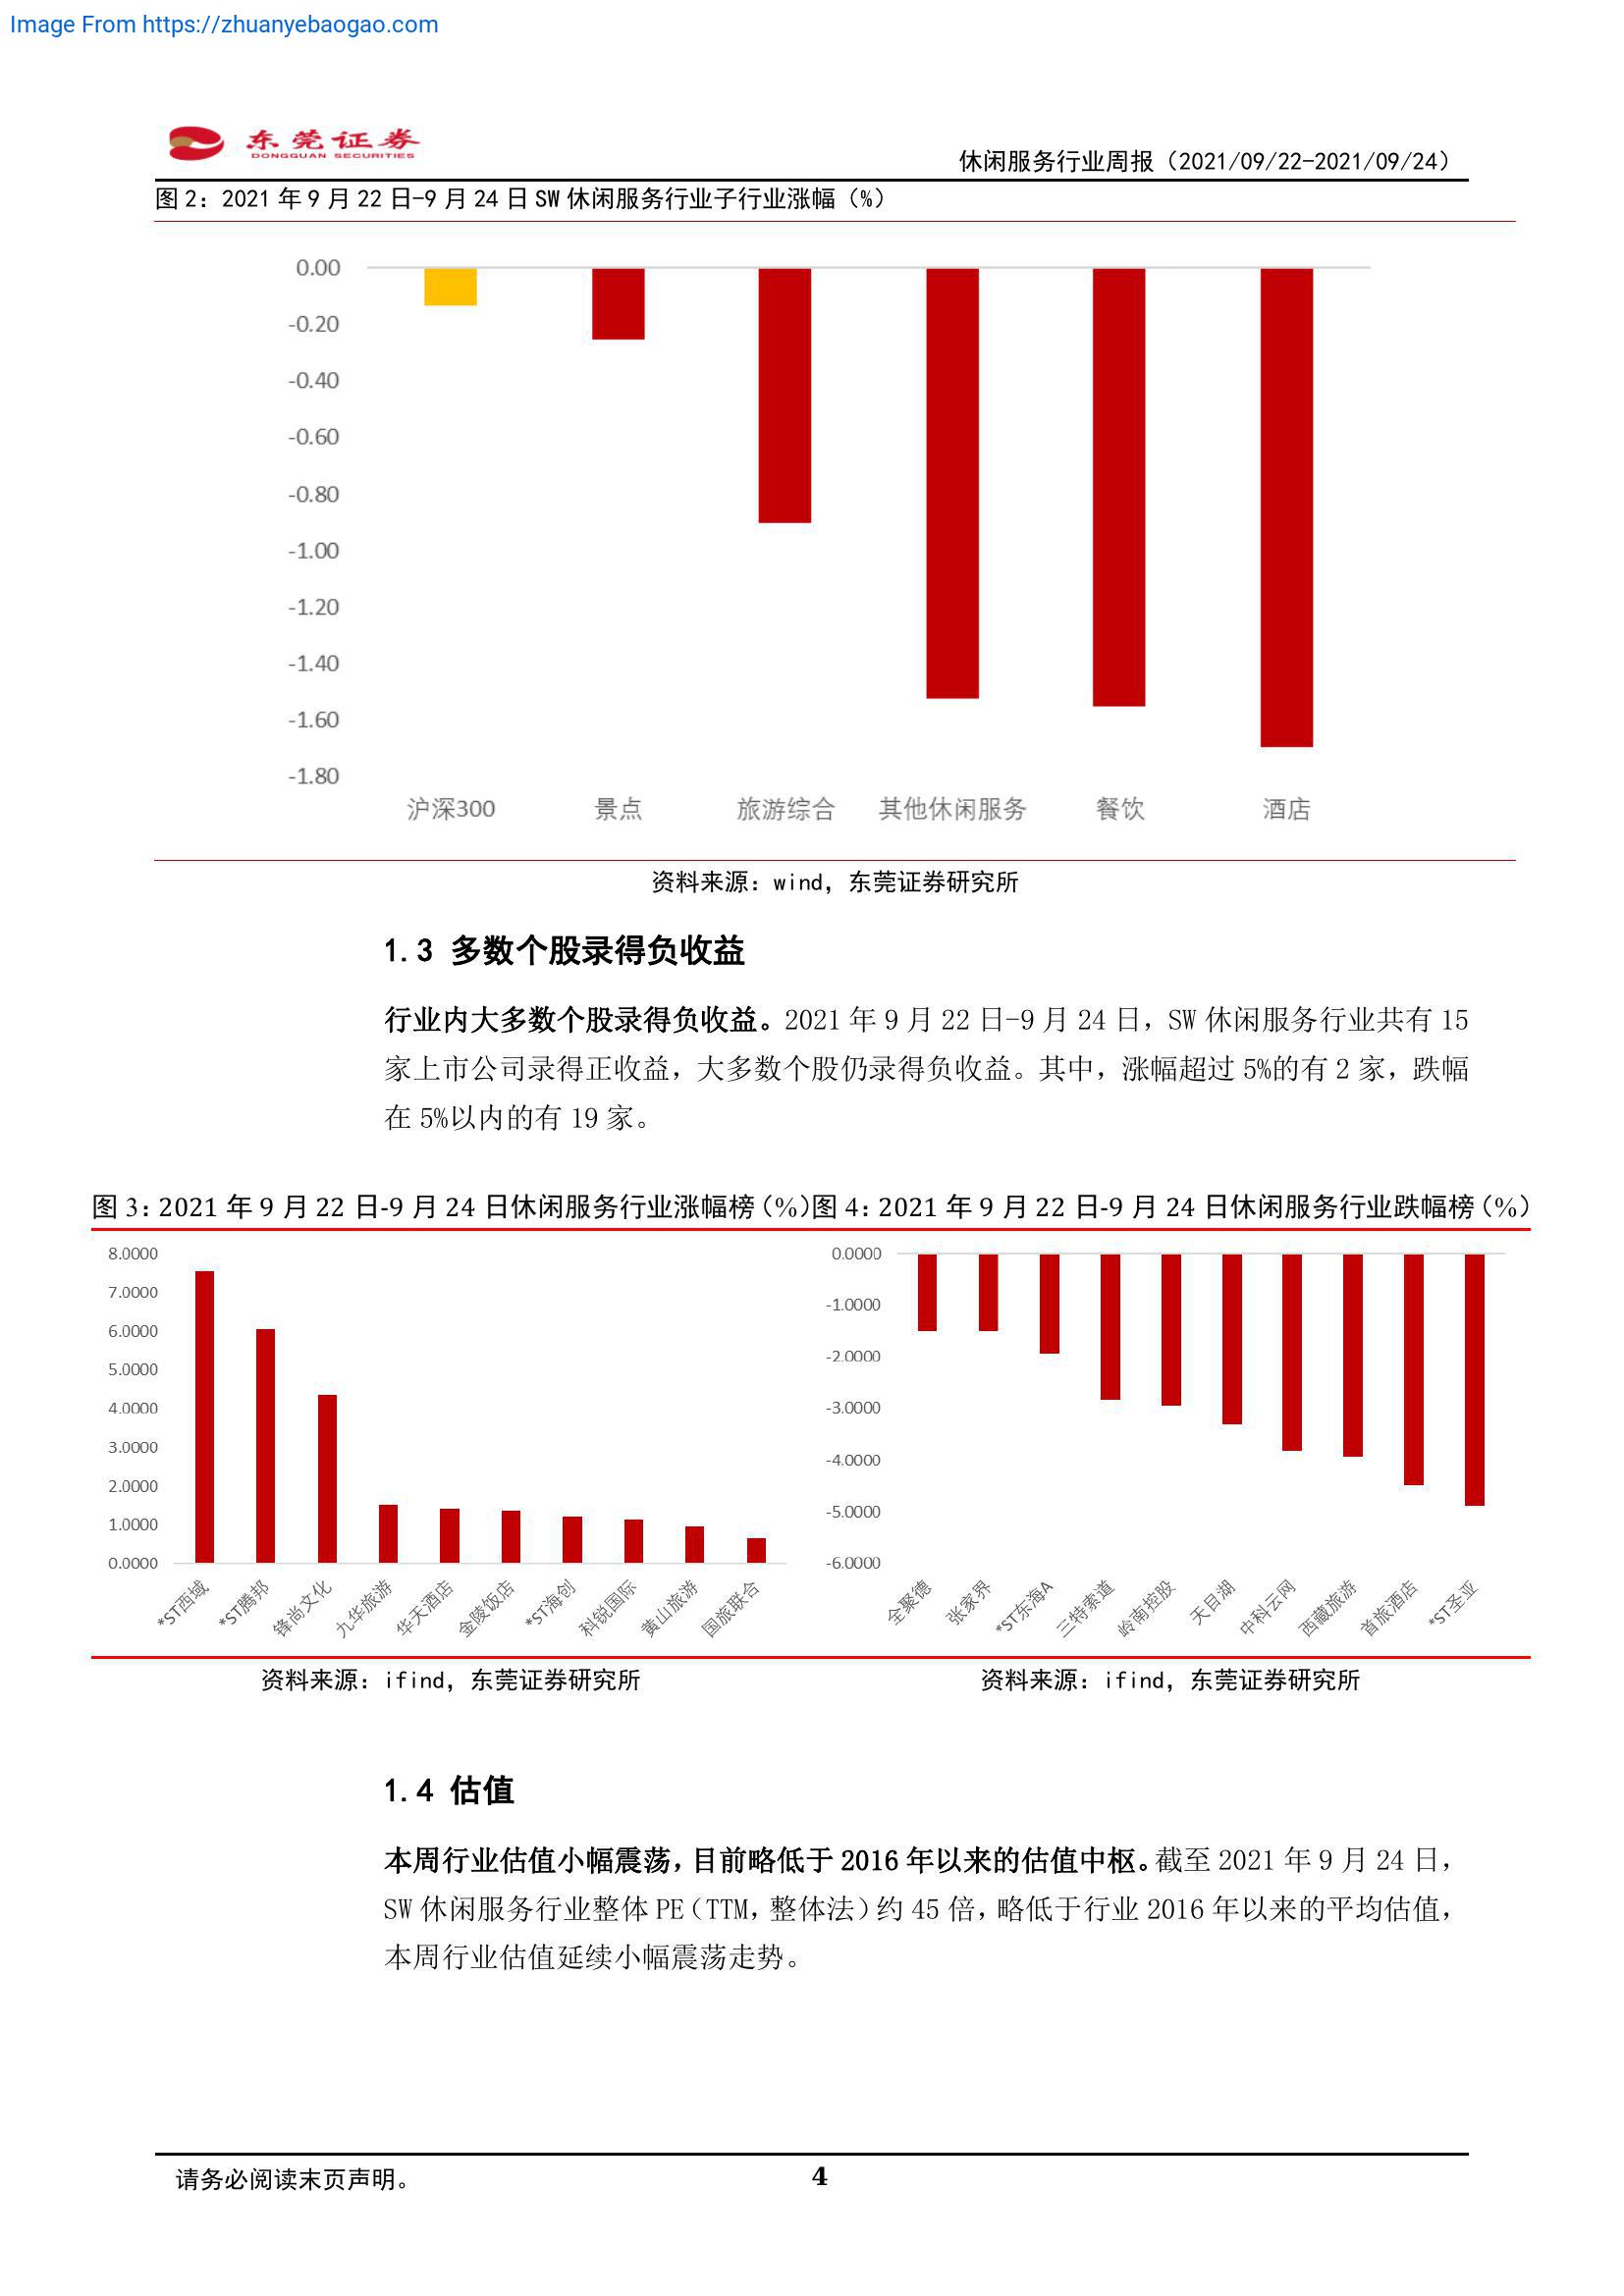 Image From https://zhuanyebaogao.com
东莞证券
DONGGUAN SECURITIES
休闲服务行业周报（2021/09/22-2021/09/24）
图 2：2021 年 9 月 22 日-9 月 24 日 SW 休闲服务行业子行业涨幅（%）
0.00
-0.20
-0.40
-0.60
-0.80
-1.00
-1.20
-1.40
-1.60
-1.80
沪深300 景点 旅游综合 其他休闲服务 餐饮 酒店
资料来源：wind，东莞证券研究所
1.3 多数个股录得负收益
行业内大多数个股录得负收益。2021 年 9 月 22 日-9 月 24 日，SW 休闲服务行业共有 15
家上市公司录得正收益，大多数个股仍录得负收益。其中，涨幅超过 5%的有 2 家，跌幅
在 5%以内的有 19 家。
图 3：2021 年 9 月 22 日-9 月 24 日休闲服务行业涨幅榜（%）
8.0000
7.0000
6.0000
5.0000
4.0000
3.0000
2.0000
1.0000
0.0000
*ST西域 *ST腾邦 锋尚文化 九华旅游 华天酒店 金陵饭店 *ST海创 科锐国际 黄山旅游 国旅联合
资料来源：ifind，东莞证券研究所
图 4：2021 年 9 月 22 日-9 月 24 日休闲服务行业跌幅榜（%）
0.0000
-1.0000
-2.0000
-3.0000
-4.0000
-5.0000
-6.0000
全聚德 张家界 *ST东海A 三特索道 岭南控股 天目湖 中科云网 西藏旅游 首旅酒店 *ST圣亚
资料来源：ifind，东莞证券研究所
1.4 估值
本周行业估值小幅震荡，目前略低于 2016 年以来的估值中枢。截至 2021 年 9 月 24 日，
SW 休闲服务行业整体 PE（TTM，整体法）约 45 倍，略低于行业 2016 年以来的平均估值，
本周行业估值延续小幅震荡走势。
请务必阅读末页声明。
4